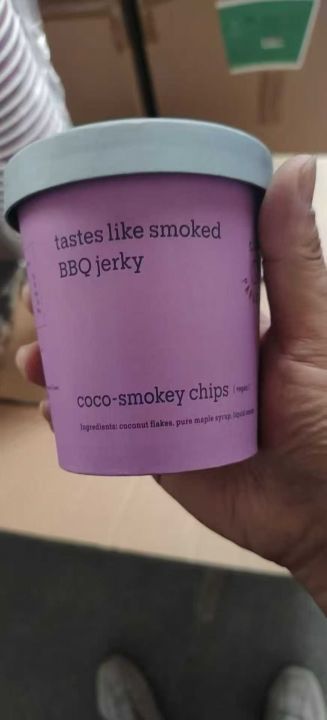 tastes like smoked
BBQ jerky
coco-smokey chips (vegan)
Ingredients: coconut flakes, pure maple syrup, liquid